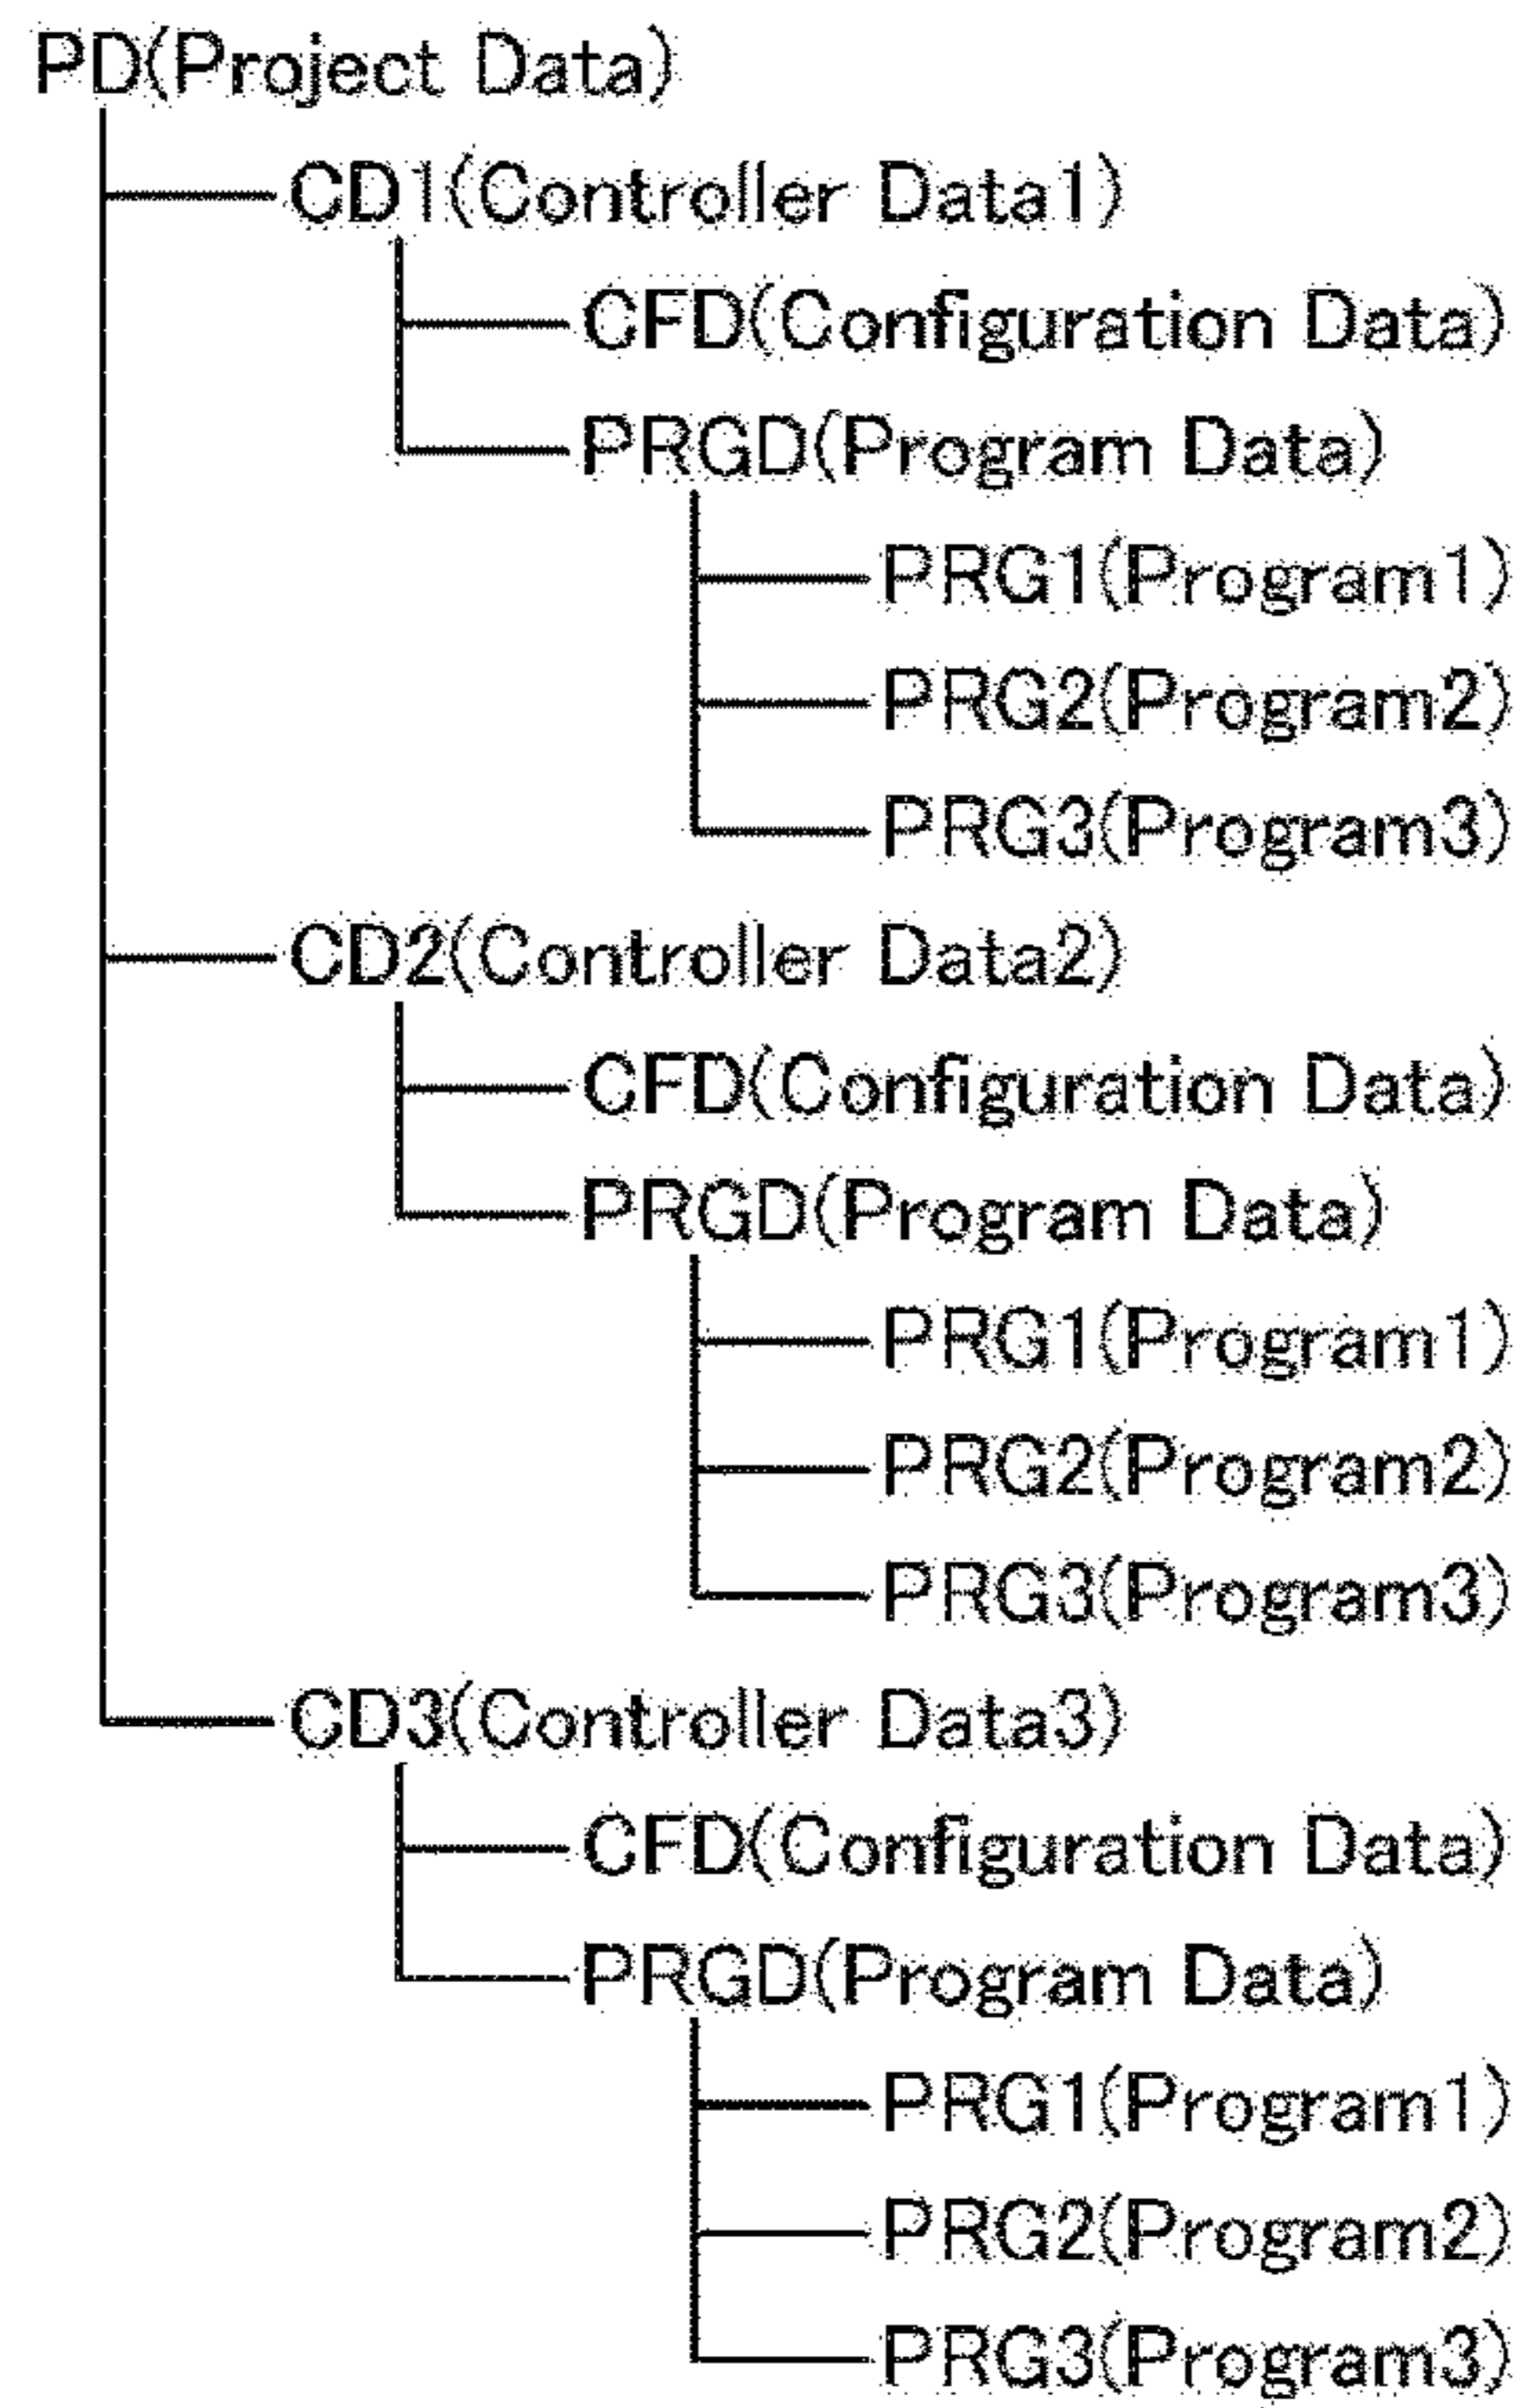 PD(Project Data)
CD1(Controller Data1)
CFD(Configuration Data)
PRGD(Program Data)
PRG1(Program1)
PRG2(Program2)
PRG3(Program3)
CD2(Controller Data2)
CFD(Configuration Data)
PRGD(Program Data)
PRG1(Program1)
PRG2(Program2)
PRG3(Program3)
CD3(Controller Data3)
CFD(Configuration Data)
PRGD(Program Data)
PRG1(Program1)
PRG2(Program2)
PRG3(Program3)